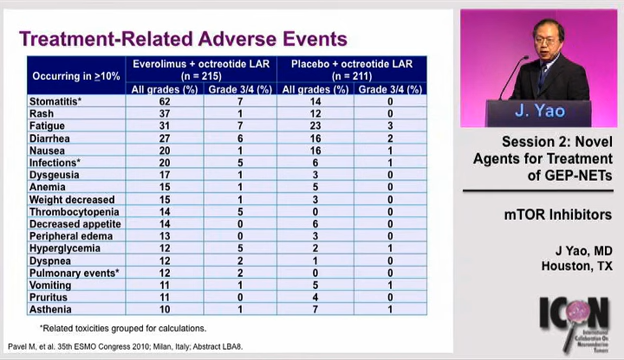 Treatment-Related Adverse Events
Occurring in ≥10% Everolimus + octreotide LAR (n = 215) Placebo + octreotide LAR (n = 211)
All grades (%) Grade 3/4 (%) All grades (%) Grade 3/4 (%)
Stomatitis* 62 7 14 0
Rash 37 1 12 0
Fatigue 31 7 23 3
Diarrhea 27 6 16 2
Nausea 20 1 16 1
Infections* 20 5 6 1
Dysgeusia 17 1 3 0
Anemia 15 1 5 0
Weight decreased 15 1 3 0
Thrombocytopenia 14 5 0 0
Decreased appetite 14 0 6 0
Peripheral edema 13 0 3 0
Hyperglycemia 12 5 2 1
Dyspnea 12 2 1 0
Pulmonary events* 12 2 0 0
Vomiting 11 1 5 1
Pruritus 11 0 4 0
Asthenia 10 1 7 1
*Related toxicities grouped for calculations.
Pavel M, et al. 35th ESMO Congress 2010; Milan, Italy; Abstract LBA8.
J. Yao
Session 2: Novel
Agents for Treatment
of GEP-NETs
mTOR Inhibitors
J Yao, MD
Houston, TX
ICON
International
Collaboration On
Neuroendocrine
Tumors